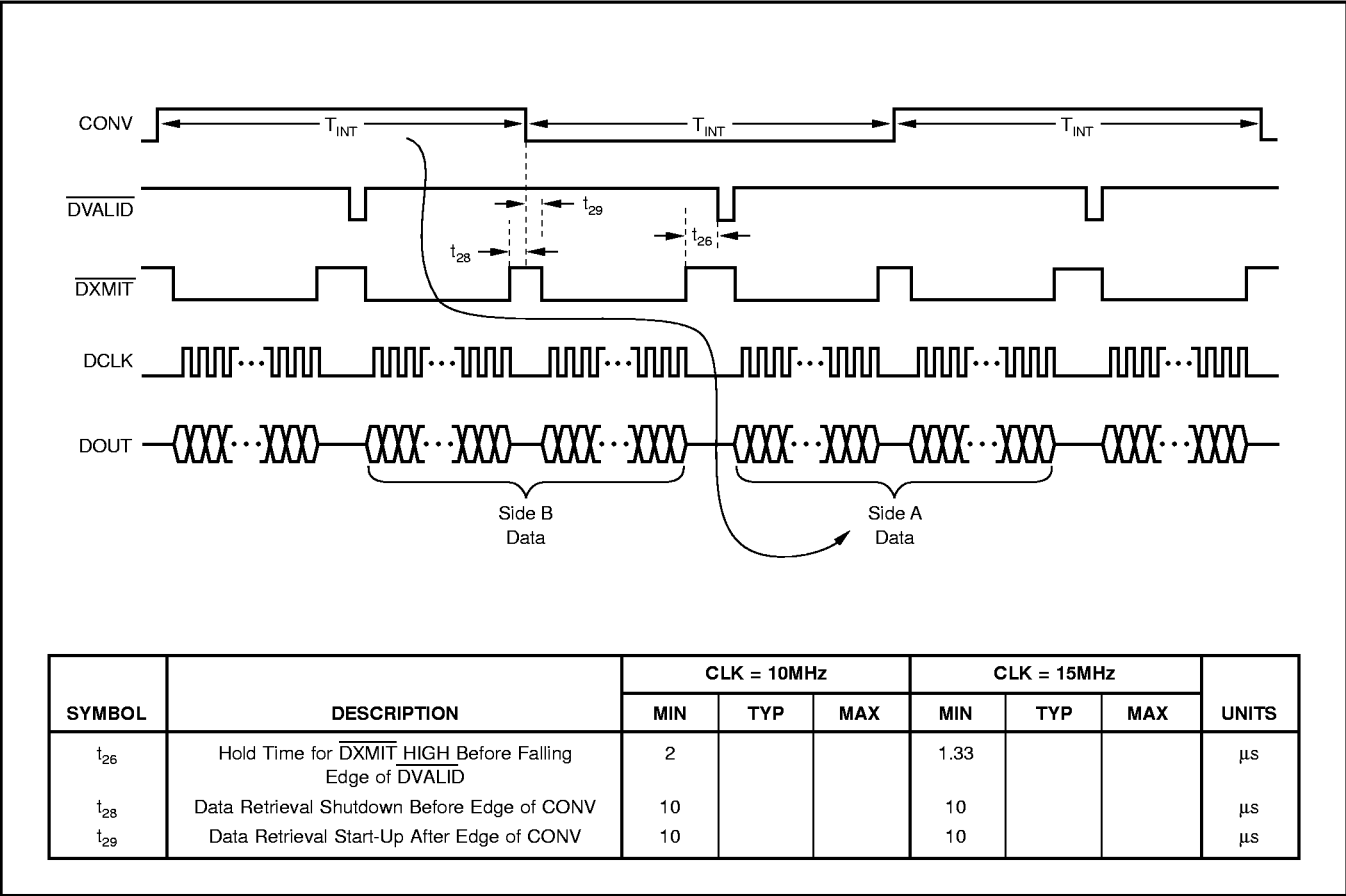 CONV
T_INT T_INT T_INT
DVALID
t29
t26
t28
DXMIT
DCLK
DOUT
Side B
Data
Side A
Data
CLK = 10MHz CLK = 15MHz
SYMBOL DESCRIPTION MIN TYP MAX MIN TYP MAX UNITS
t26 Hold Time for DXMIT HIGH Before Falling 2 1.33 μs
Edge of DVALID
t28 Data Retrieval Shutdown Before Edge of CONV 10 10 μs
t29 Data Retrieval Start-Up After Edge of CONV 10 10 μs